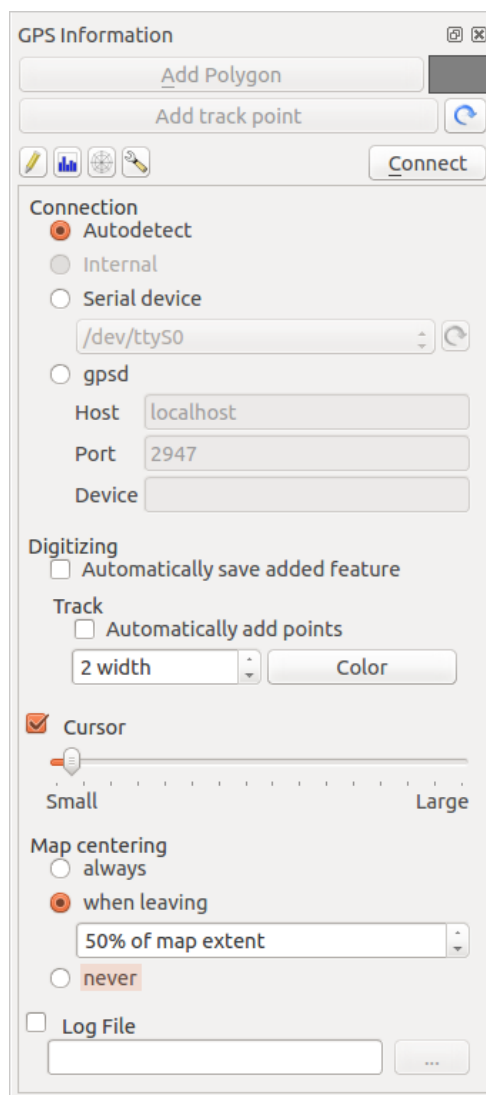 GPS Information
Add Polygon
Add track point
Connect
Connection
Autodetect
Internal
Serial device
/dev/ttyS0
gpsd
Host localhost
Port 2947
Device
Digitizing
Automatically save added feature
Track
Automatically add points
2 width Color
Cursor
Small Large
Map centering
always
when leaving
50% of map extent
never
Log File
...